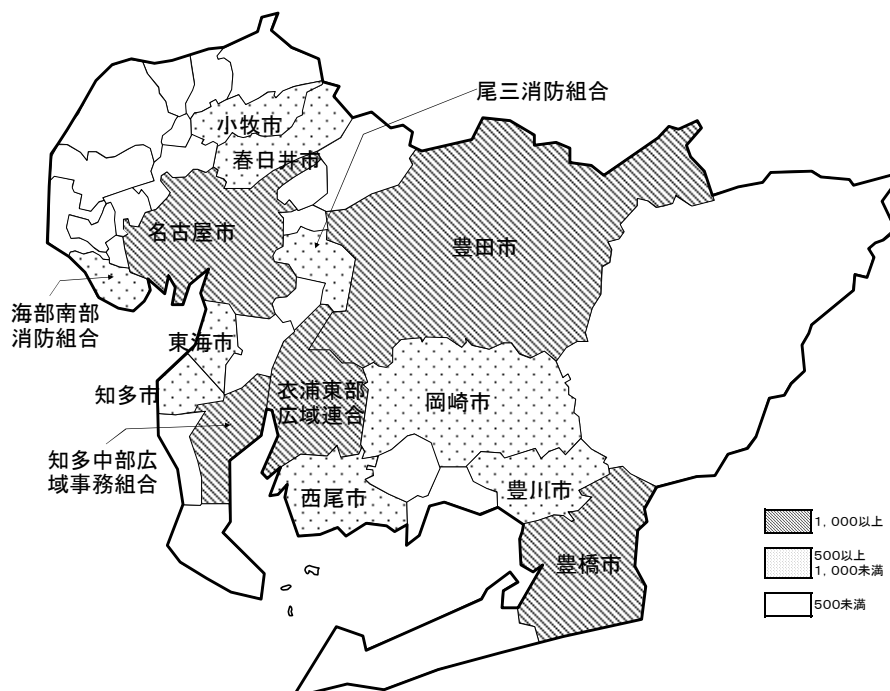 尾三消防組合
小牧市
春日井市
名古屋市
豊田市
海部南部
消防組合
東海市
知多市
衣浦東部
広域連合
岡崎市
知多中部広
域事務組合
西尾市
豊川市
豊橋市
1,000以上
500以上
1,000未満
500未満